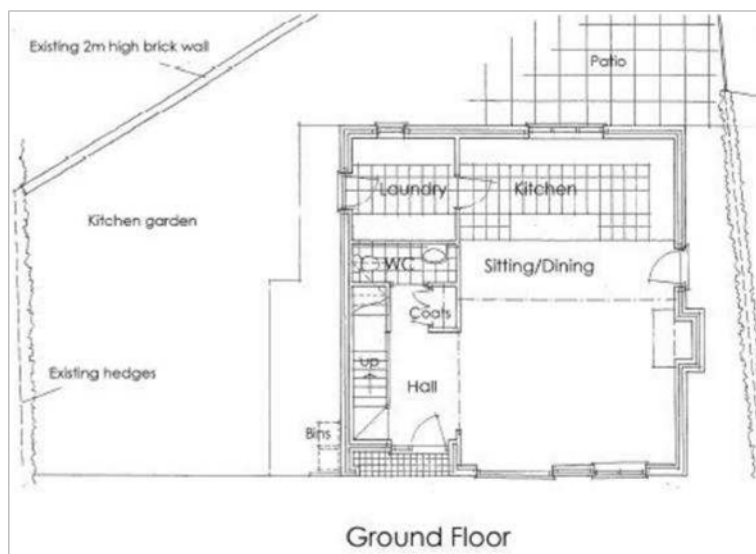 Existing 2m high brick wall
Patio
Laundry
Kitchen
Kitchen garden
WC
Sitting/Dining
Coats
up
Existing hedges
Hall
Bins
Ground Floor